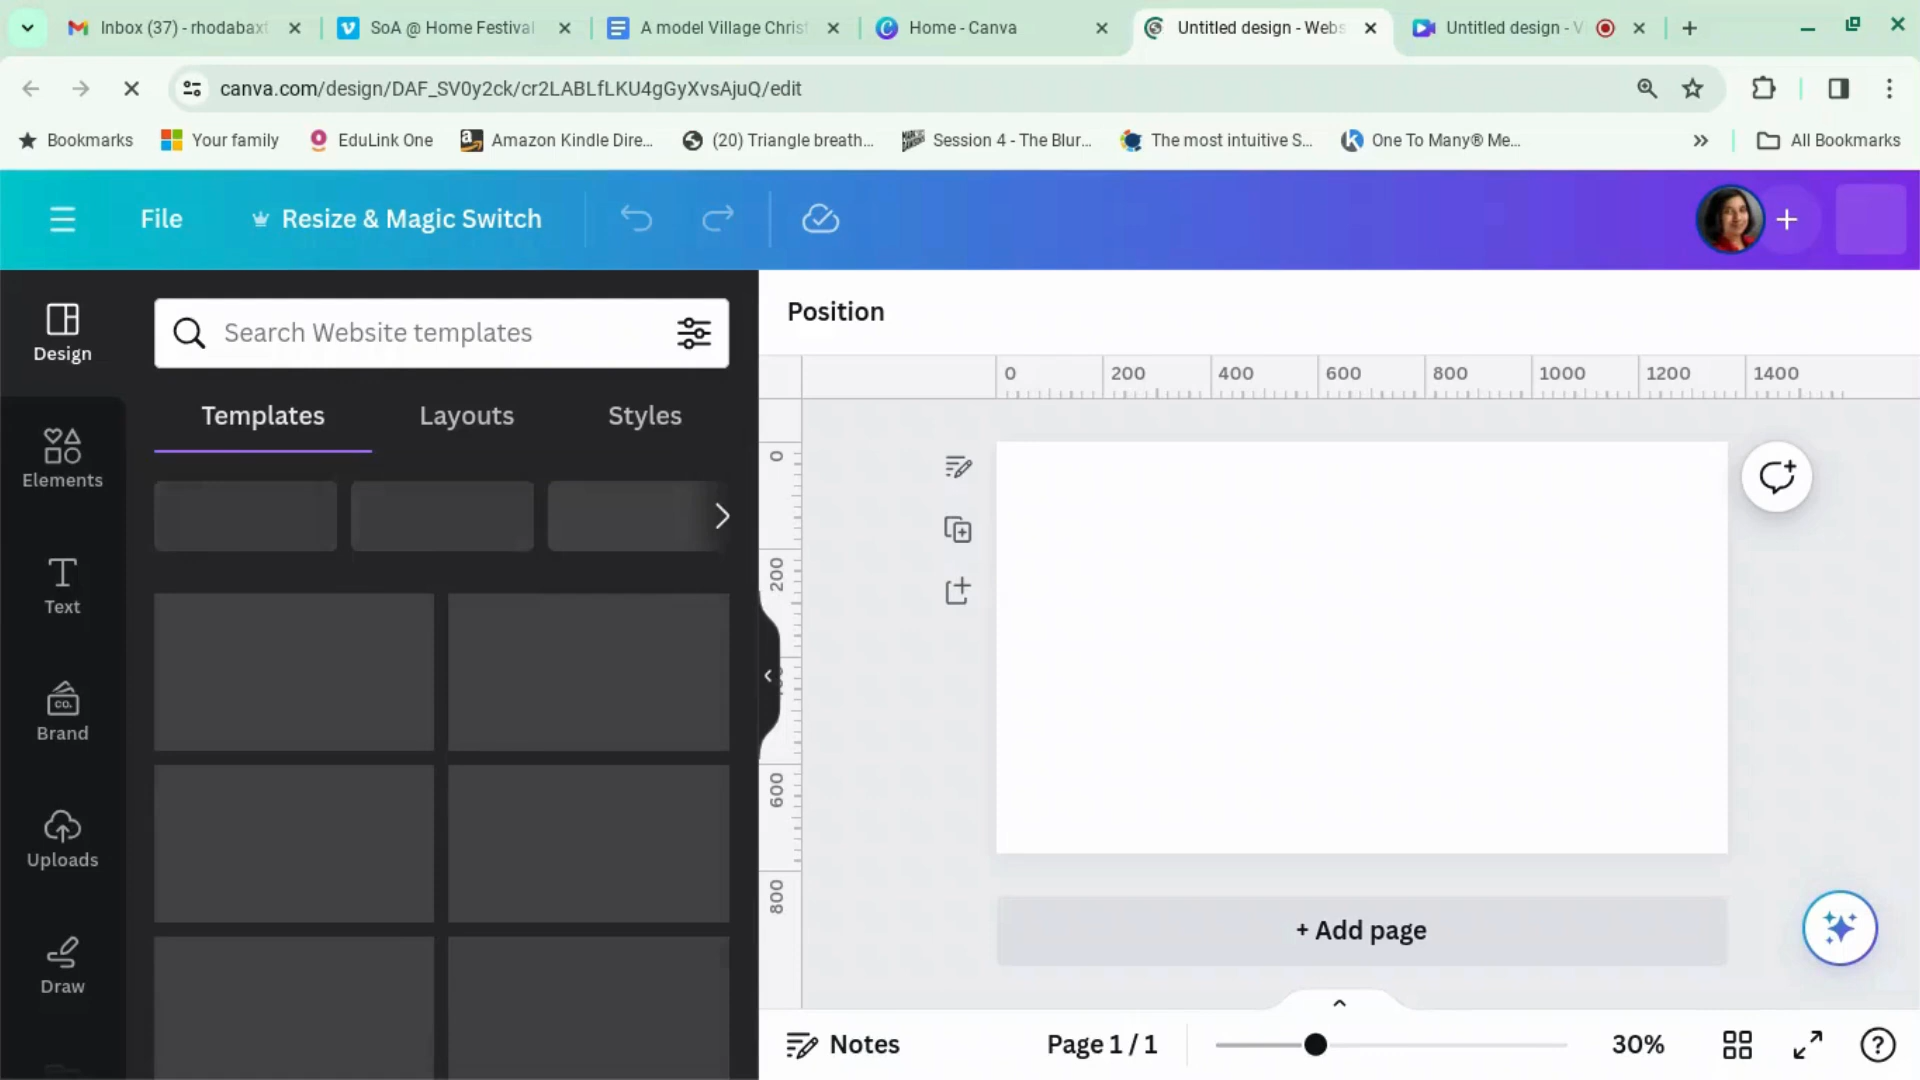 Inbox (37) - rhodabaxt
SoA @ Home Festival
A model Village Christ
Home - Canva
Untitled design - Webs
Untitled design - V
canva.com/design/DAF_SV0y2ck/cr2LABLfLKU4gGyXvsAjuQ/edit
Bookmarks
Your family
EduLink One
Amazon Kindle Dire...
(20) Triangle breath...
Session 4 - The Blur...
The most intuitive S...
One To Many® Me...
All Bookmarks
File
Resize & Magic Switch
Design
Elements
Text
CO.
Brand
Uploads
Draw
Search Website templates
Templates
Layouts
Styles
Position
0 200 400 600 800 1000 1200 1400
0
200
600
800
+ Add page
Notes
Page 1 / 1
30%